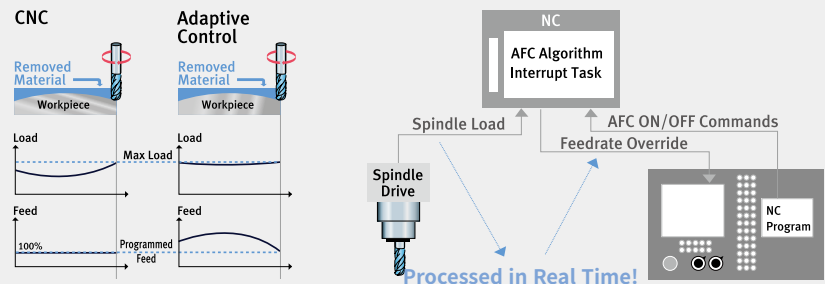 CNC
Adaptive
Control
Removed
Material
Workpiece
Removed
Material
Workpiece
Load
Max Load
Load
Feed
100%
Programmed
Feed
Feed
NC
AFC Algorithm
Interrupt Task
Spindle Load
AFC ON/OFF Commands
Feedrate Override
Spindle
Drive
NC
Program
Processed in Real Time!